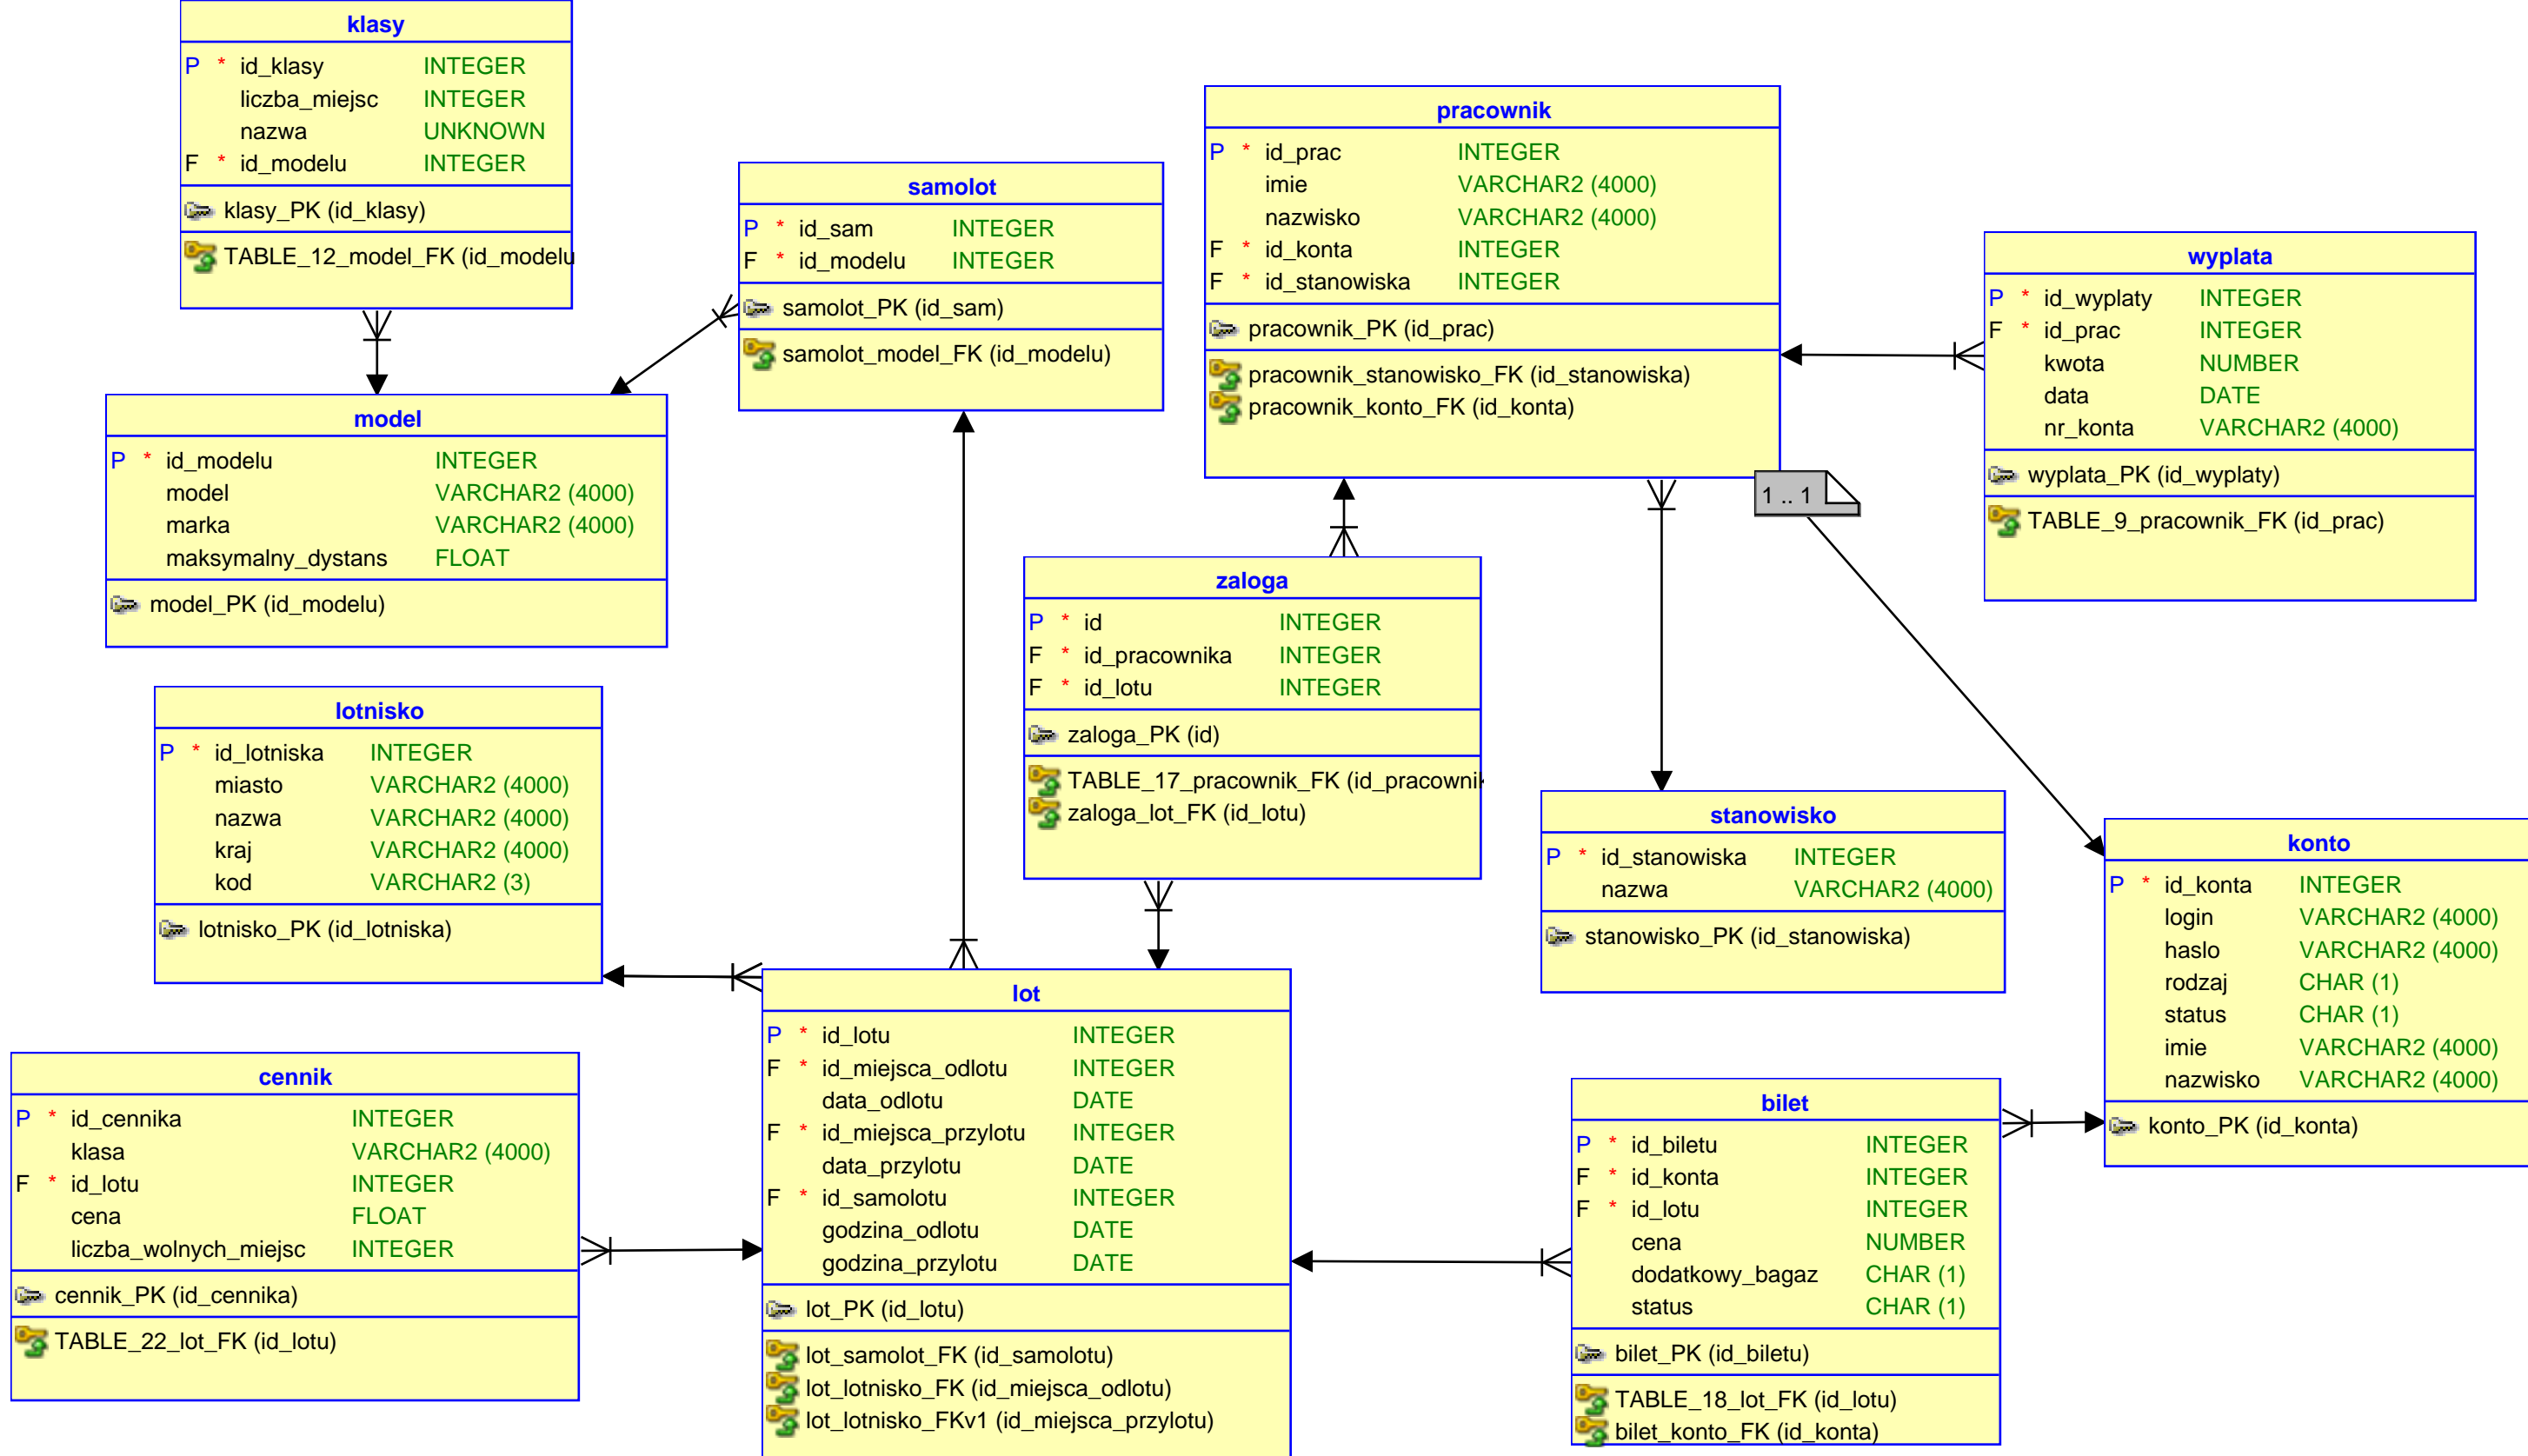 klasy
P * id_klasy INTEGER
liczba_miejsc INTEGER
nazwa UNKNOWN
F * id_modelu INTEGER
klasy_PK (id_klasy)
TABLE_12_model_FK (id_modelu
samolot
P * id_sam INTEGER
F * id_modelu INTEGER
samolot_PK (id_sam)
samolot_model_FK (id_modelu)
pracownik
P * id_prac INTEGER
imie VARCHAR2 (4000)
nazwisko VARCHAR2 (4000)
F * id_konta INTEGER
F * id_stanowiska INTEGER
pracownik_PK (id_prac)
pracownik_stanowisko_FK (id_stanowiska)
pracownik_konto_FK (id_konta)
1 .. 1
wyplata
P * id_wyplaty INTEGER
F * id_prac INTEGER
kwota NUMBER
data DATE
nr_konta VARCHAR2 (4000)
wyplata_PK (id_wyplaty)
TABLE_9_pracownik_FK (id_prac)
model
P * id_modelu INTEGER
model VARCHAR2 (4000)
marka VARCHAR2 (4000)
maksymalny_dystans FLOAT
model_PK (id_modelu)
zaloga
P * id INTEGER
F * id_pracownika INTEGER
F * id_lotu INTEGER
zaloga_PK (id)
TABLE_17_pracownik_FK (id_pracowni
zaloga_lot_FK (id_lotu)
lotnisko
P * id_lotniska INTEGER
miasto VARCHAR2 (4000)
nazwa VARCHAR2 (4000)
kraj VARCHAR2 (4000)
kod VARCHAR2 (3)
lotnisko_PK (id_lotniska)
stanowisko
P * id_stanowiska INTEGER
nazwa VARCHAR2 (4000)
stanowisko_PK (id_stanowiska)
konto
P * id_konta INTEGER
login VARCHAR2 (4000)
haslo VARCHAR2 (4000)
rodzaj CHAR (1)
status CHAR (1)
imie VARCHAR2 (4000)
nazwisko VARCHAR2 (4000)
konto_PK (id_konta)
cennik
P * id_cennika INTEGER
klasa VARCHAR2 (4000)
F * id_lotu INTEGER
cena FLOAT
liczba_wolnych_miejsc INTEGER
cennik_PK (id_cennika)
TABLE_22_lot_FK (id_lotu)
lot
P * id_lotu INTEGER
F * id_miejsca_odlotu INTEGER
data_odlotu DATE
F * id_miejsca_przylotu INTEGER
data_przylotu DATE
F * id_samolotu INTEGER
godzina_odlotu DATE
godzina_przylotu DATE
lot_PK (id_lotu)
lot_samolot_FK (id_samolotu)
lot_lotnisko_FK (id_miejsca_odlotu)
lot_lotnisko_FKv1 (id_miejsca_przylotu)
bilet
P * id_biletu INTEGER
F * id_konta INTEGER
F * id_lotu INTEGER
cena NUMBER
dodatkowy_bagaz CHAR (1)
status CHAR (1)
bilet_PK (id_biletu)
TABLE_18_lot_FK (id_lotu)
bilet_konto_FK (id_konta)